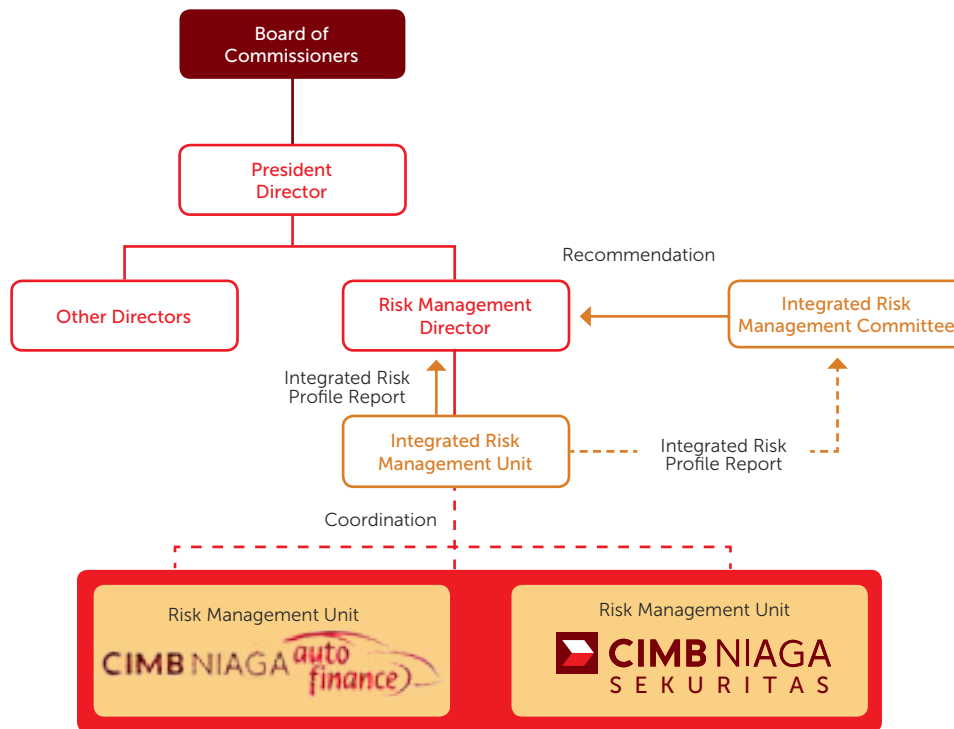 Board of
Commissioners
President
Director
Recommendation
Other Directors
Risk Management
Director
Integrated Risk
Management Committee
Integrated Risk
Profile Report
Integrated Risk
Management Unit
Integrated Risk
Profile Report
Coordination
Risk Management Unit
CIMB NIAGA auto
finance
Risk Management Unit
CIMB NIAGA
SEKURITAS